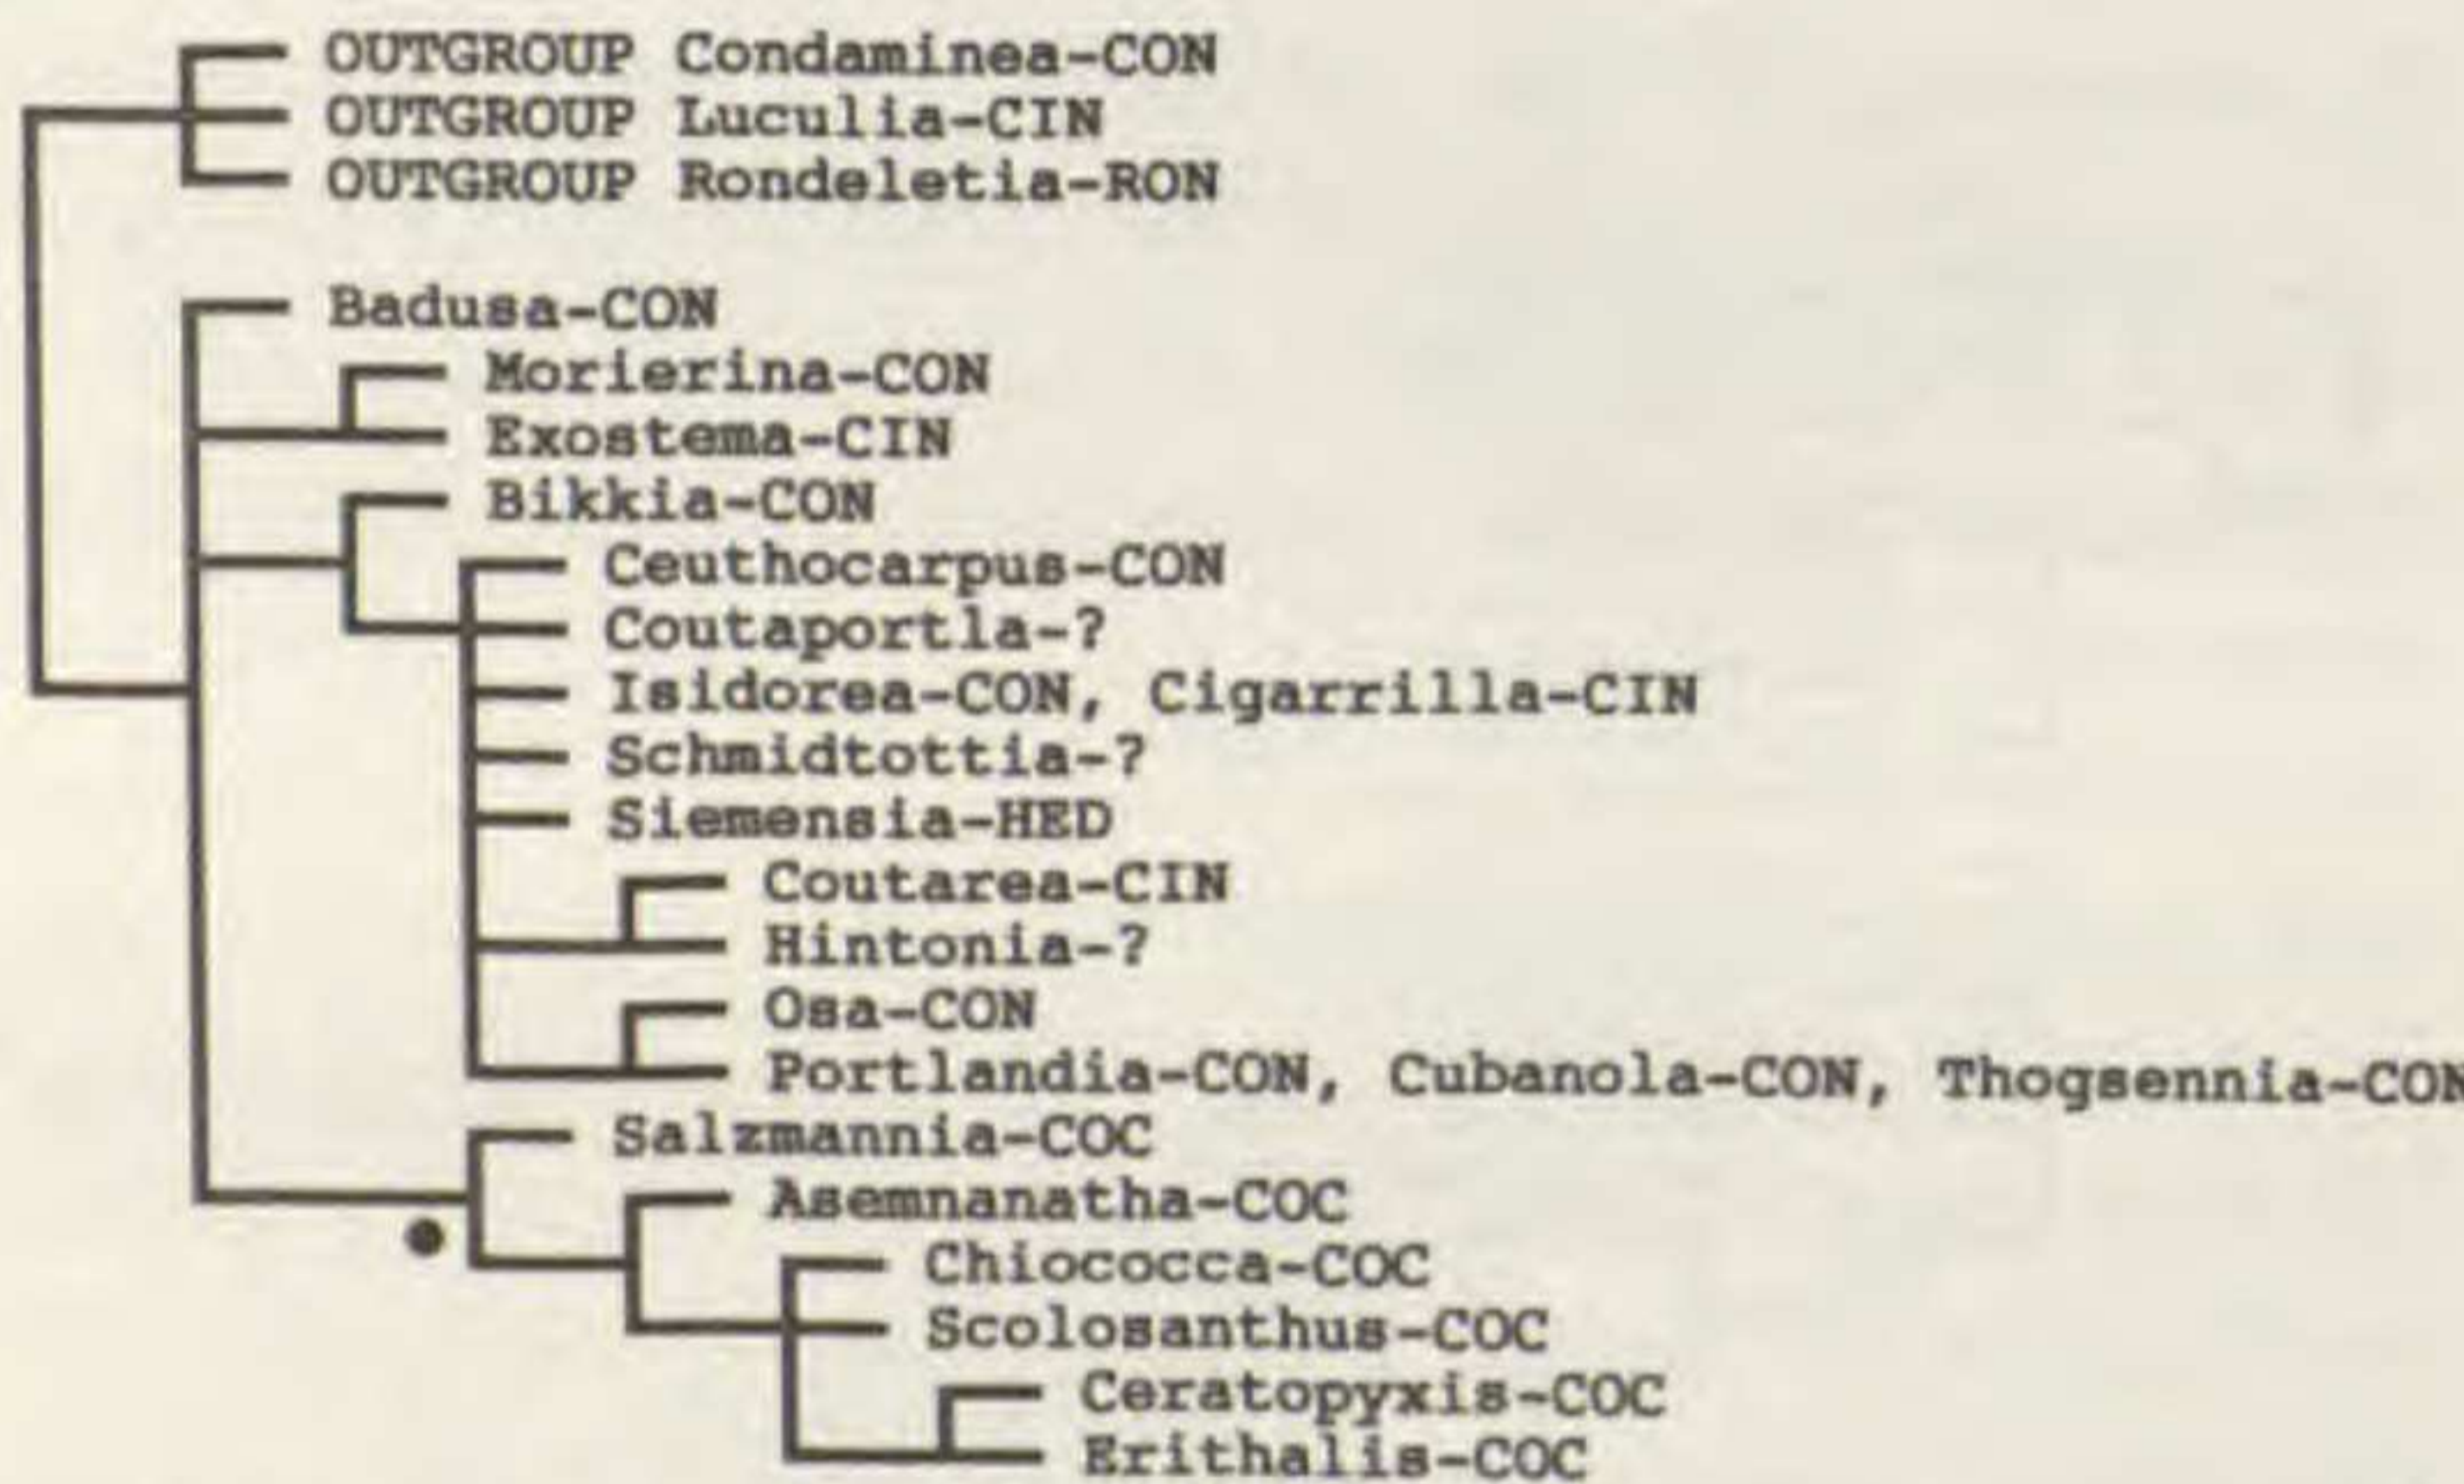 OUTGROUP Condaminea-CON
OUTGROUP Luculia-CIN
OUTGROUP Rondeletia-RON
Badusa-CON
Morierina-CON
Exostema-CIN
Bikkia-CON
Ceuthocarpus-CON
Coutaportla-?
Isidorea-CON, Cigarrilla-CIN
Schmidtottia-?
Siemensia-HED
Coutarea-CIN
Hintonia-?
Osa-CON
Portlandia-CON, Cubanola-CON, Thogsennia-CON
Salzmannia-COC
Asemnanatha-COC
Chiococca-COC
Scolosanthus-COC
Ceratopyxis-COC
Erithalis-COC